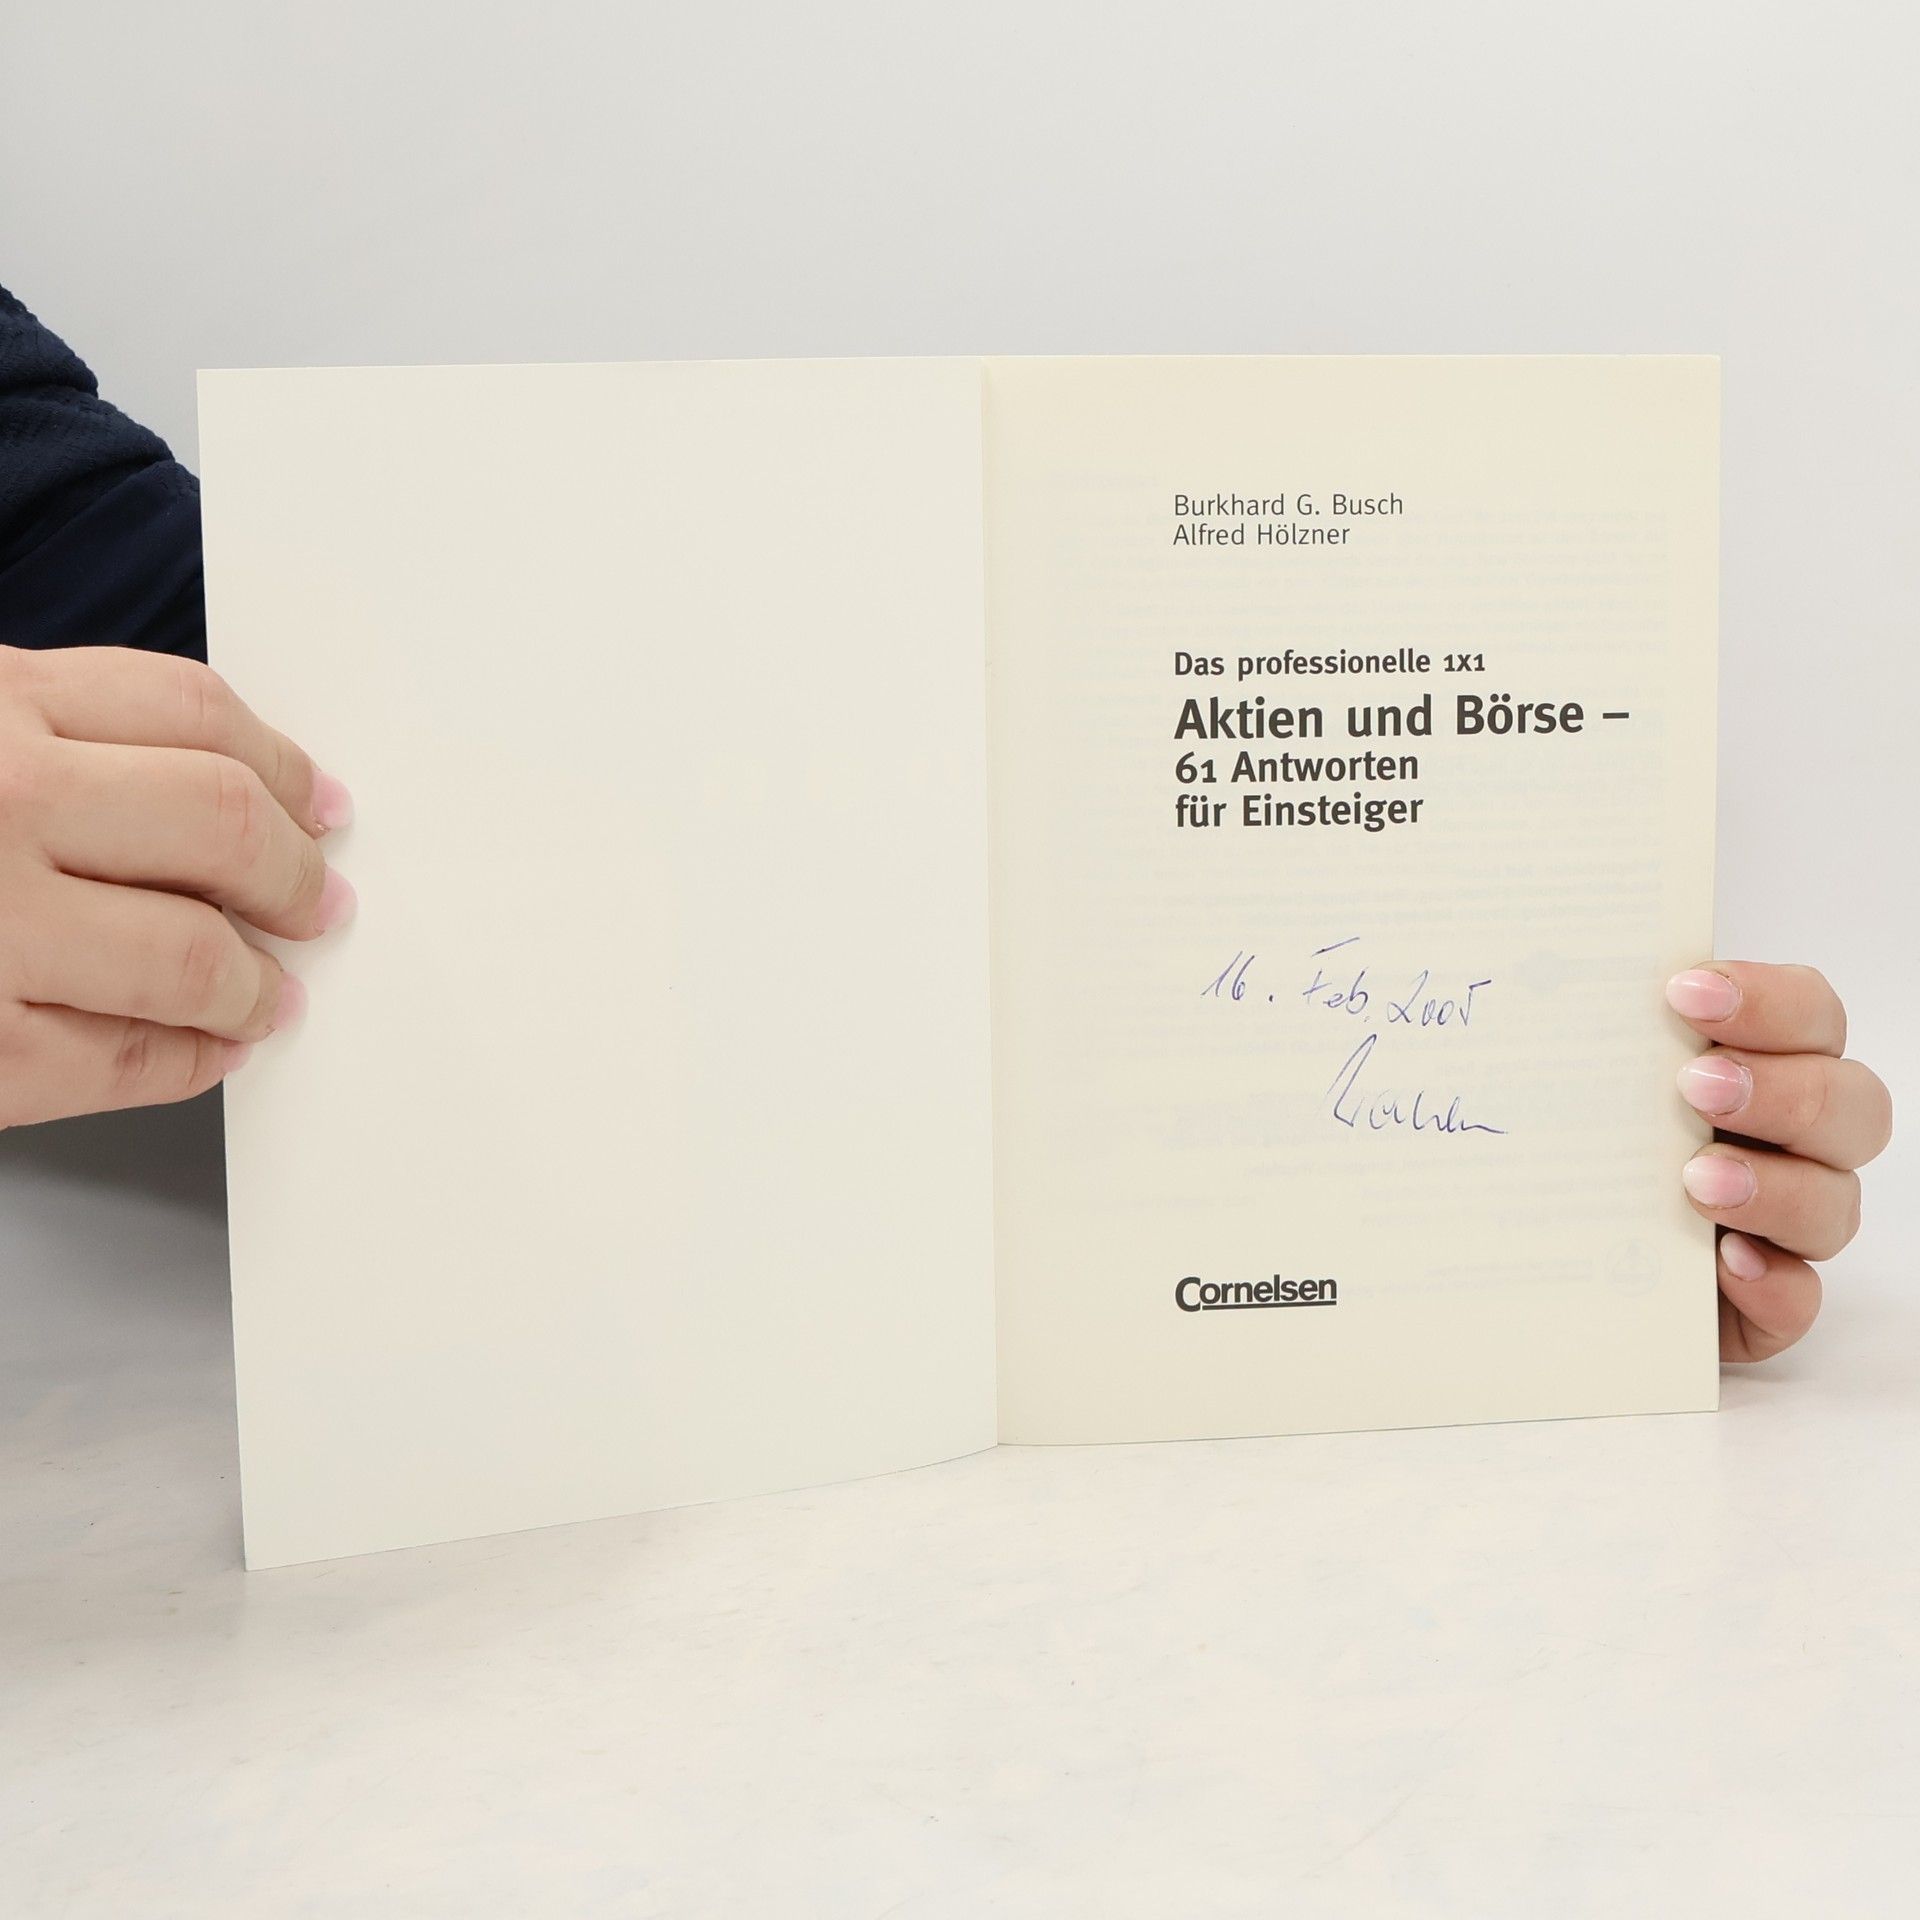 Burkhard G. Busch
Alfred Hölzner
Das professionelle 1x1
Aktien und Börse –
61 Antworten
für Einsteiger
16. Feb. 2005
Cornelsen